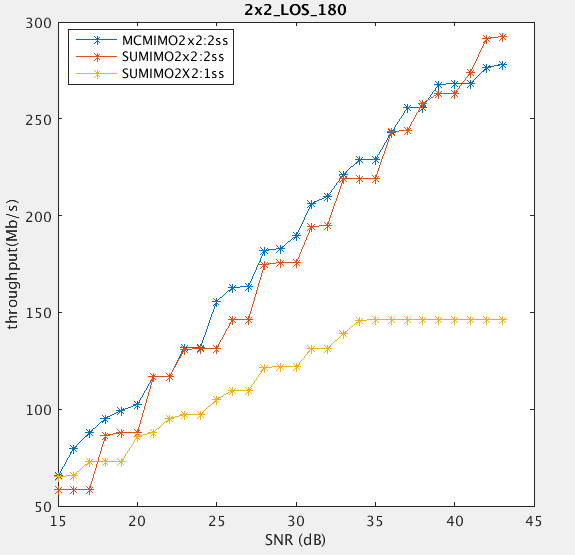 2x2_LOS_180
MCMIMO2x2:2ss
SUMIMO2x2:2ss
SUMIMO2X2:1ss
throughput(Mb/s)
300
250
200
150
100
50
15 20 25 30 35 40 45
SNR (dB)